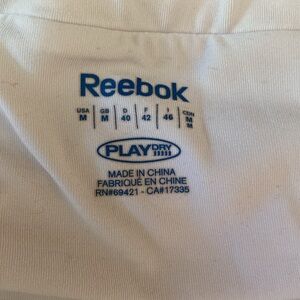 Reebok
USA GB D F I CDN
M M 40 42 46 M
M
PLAYDRY
MADE IN CHINA
FABRIQUÉ EN CHINE
RN#69421 - CA#17335